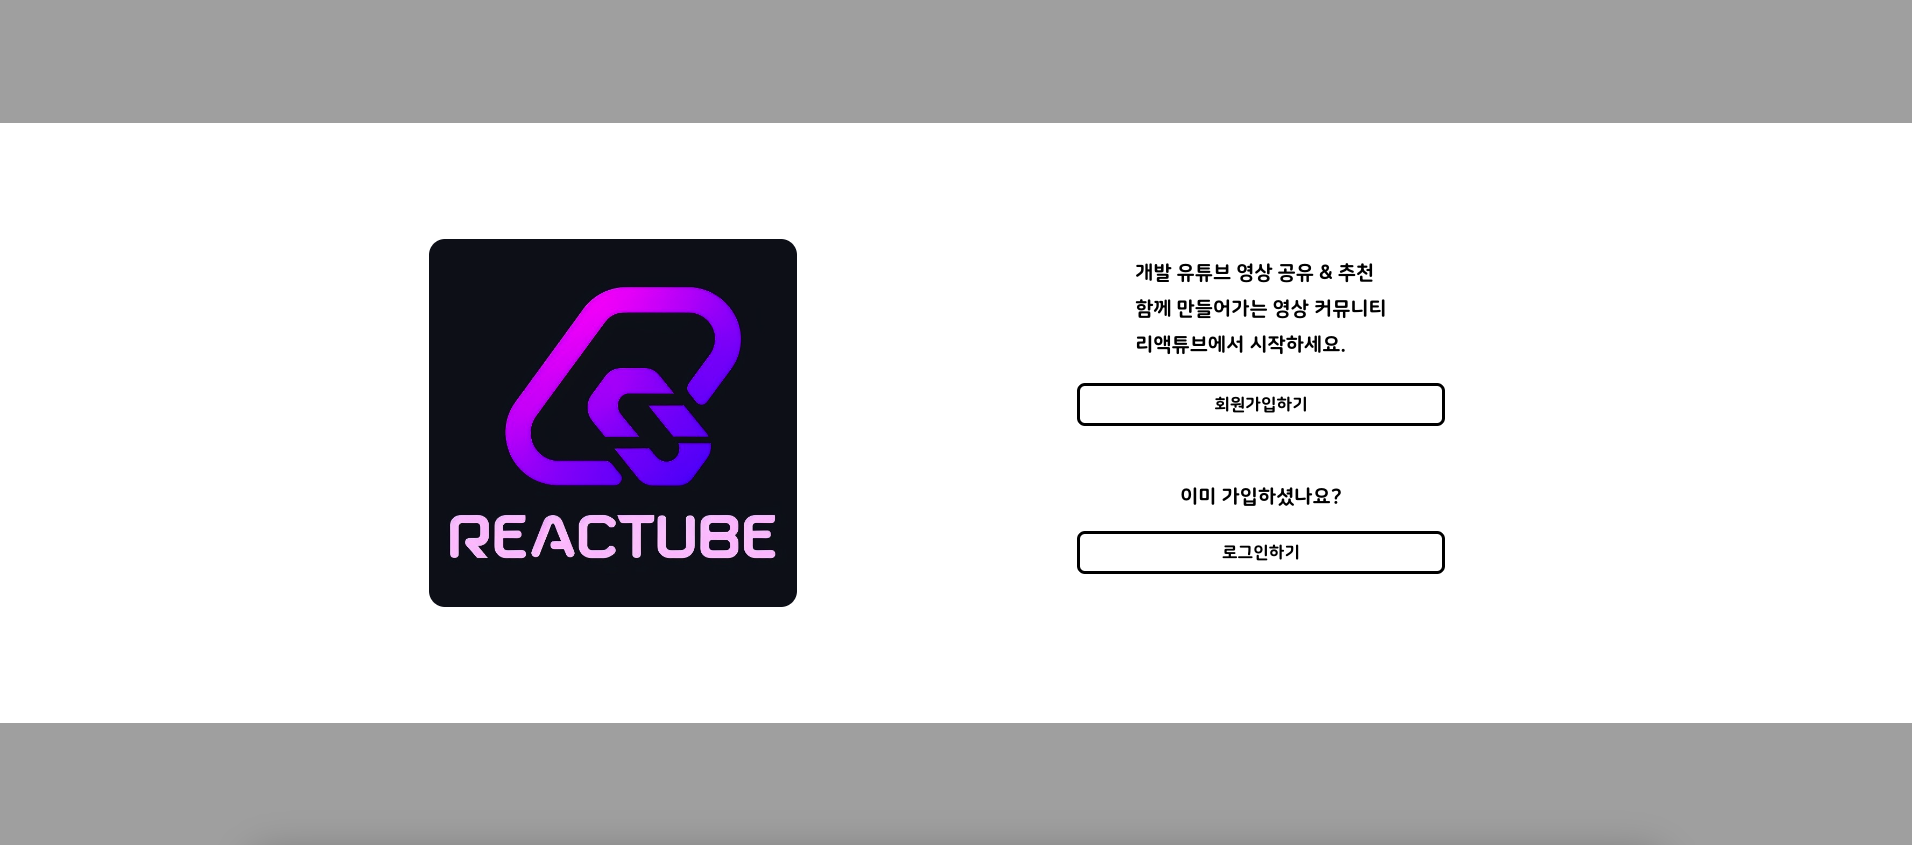 REACTUBE
개발 유튜브 영상 공유 & 추천
함께 만들어가는 영상 커뮤니티
리액튜브에서 시작하세요.
회원가입하기
이미 가입하셨나요?
로그인하기